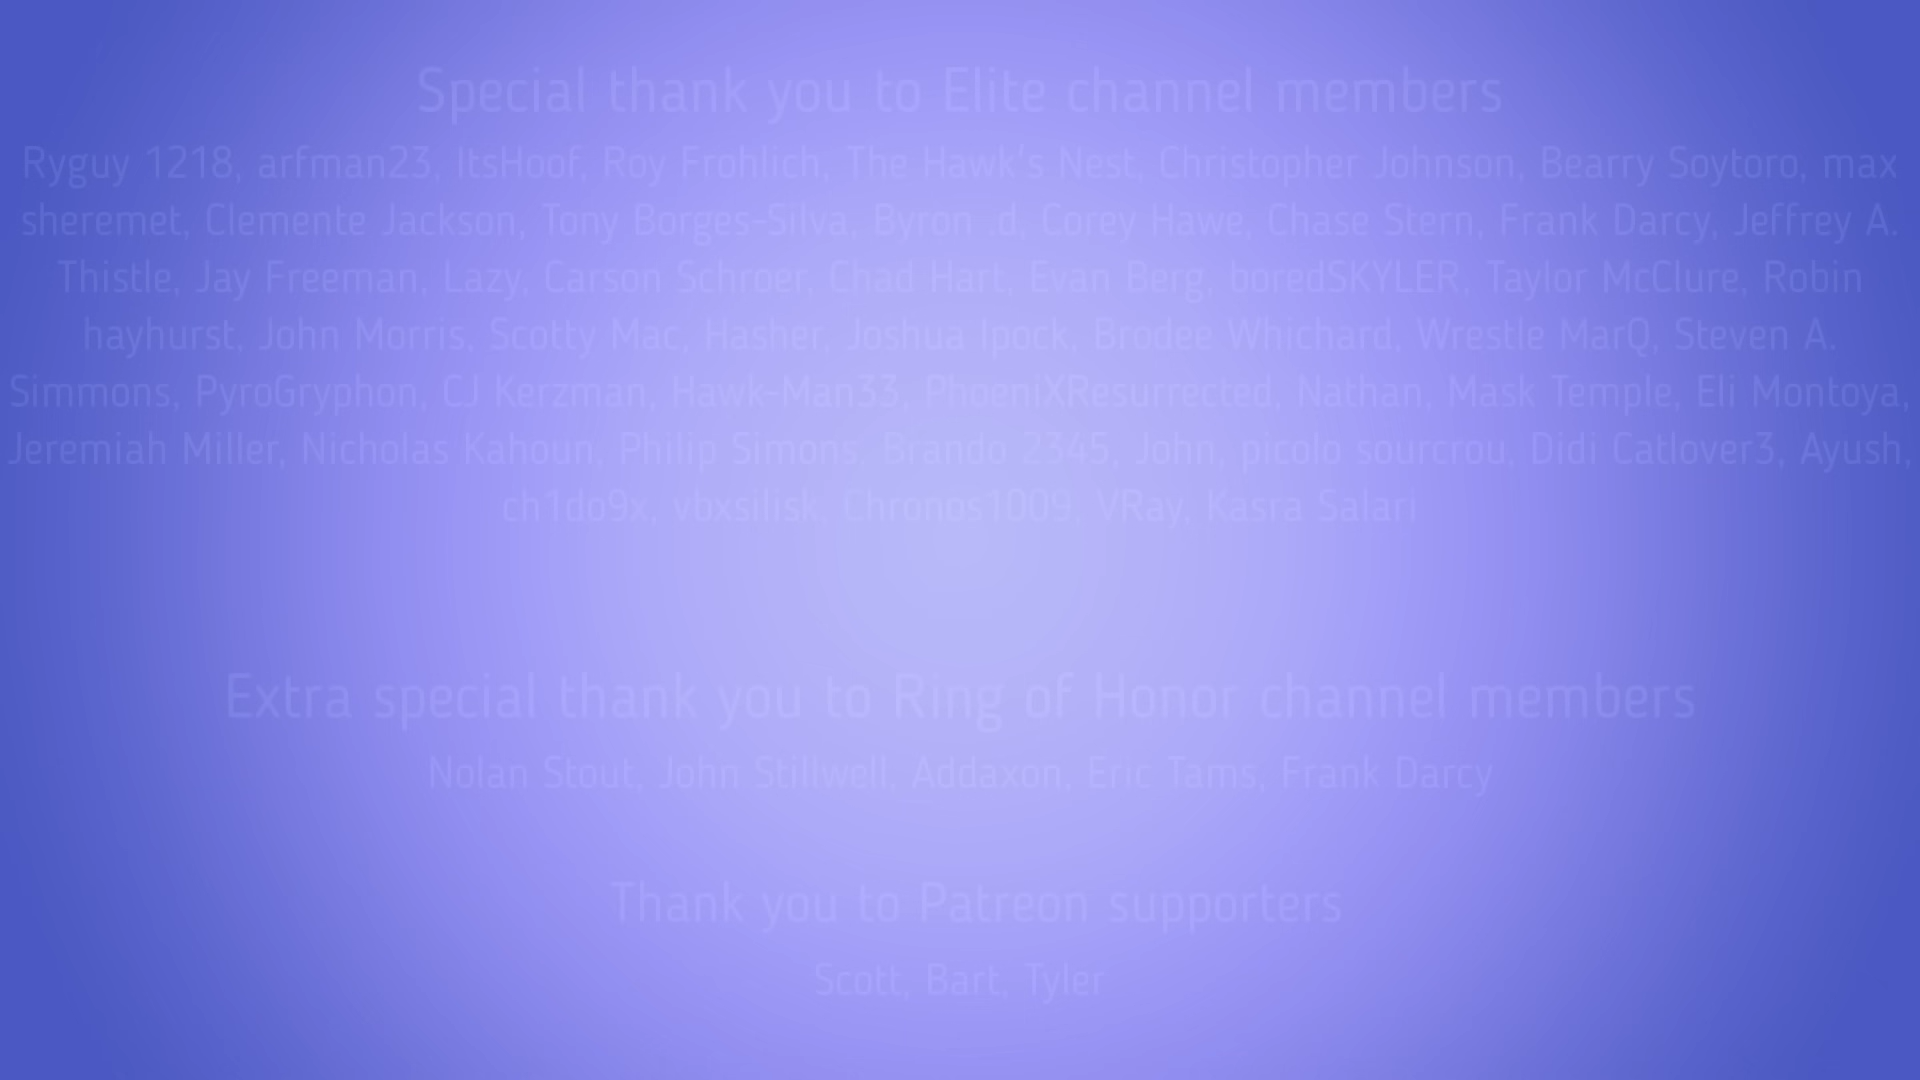 Special thank you to Elite channel members
Ryguy 1218, arfman23, ItsHoof, Roy Frohlich, The Hawk's Nest, Christopher Johnson, Bearry Soytoro, max
sheremet, Clemente Jackson, Tony Borges-Silva, Byron .d, Corey Hawe, Chase Stern, Frank Darcy, Jeffrey A.
Thistle, Jay Freeman, Lazy, Carson Schroer, Chad Hart, Evan Berg, boredSKYLER, Taylor McClure, Robin
hayhurst, John Morris, Scotty Mac, Hasher, Joshua Ipock, Brodee Whichard, Wrestle MarQ, Steven A.
Simmons, PyroGryphon, CJ Kerzman, Hawk-Man33, PhoeniXResurrected, Nathan, Mask Temple, Eli Montoya,
Jeremiah Miller, Nicholas Kahoun, Philip Simons, Brando 2345, John, picolo sourcrou, Didi Catlover3, Ayush,
ch1do9x, vbxsilisk, Chronos1009, VRay, Kasra Salari
Extra special thank you to Ring of Honor channel members
Nolan Stout, John Stillwell, Addaxon, Eric Tams, Frank Darcy
Thank you to Patreon supporters
Scott, Bart, Tyler